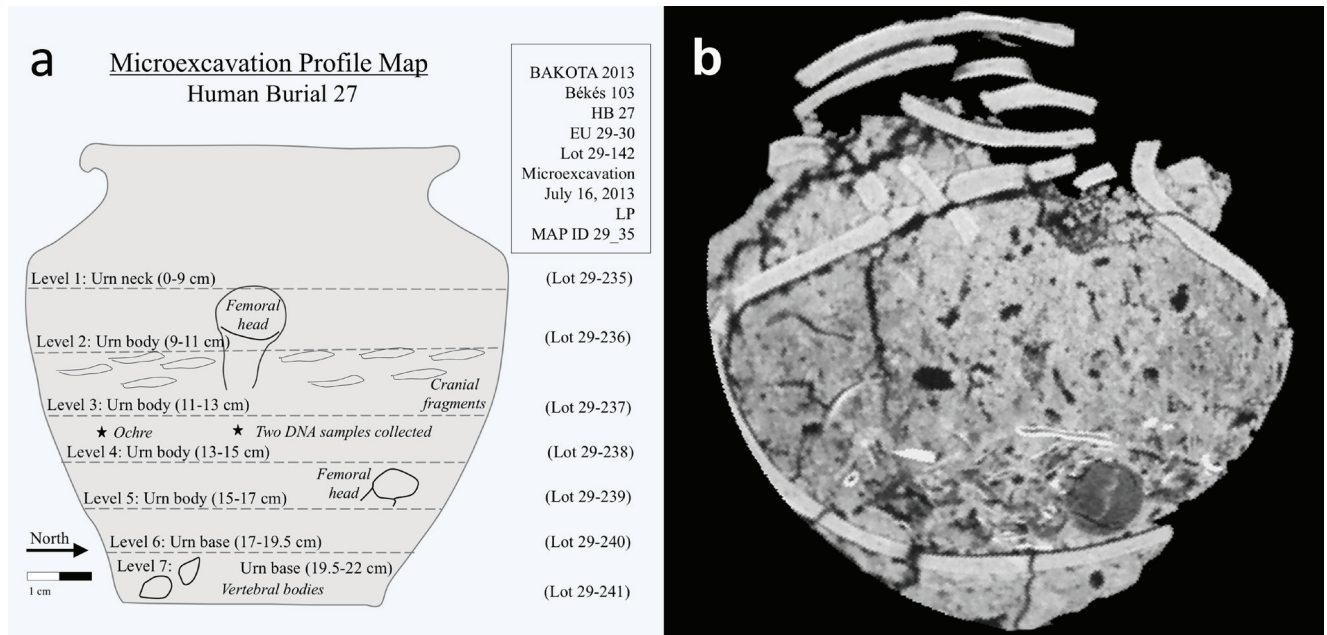 a
Microexcavation Profile Map
Human Burial 27
BAKOTA 2013
Békés 103
HB 27
EU 29-30
Lot 29-142
Microexcavation
July 16, 2013
LP
MAP ID 29_35
Level 1: Urn neck (0-9 cm)
(Lot 29-235)
Femoral
head
Level 2: Urn body (9-11 cm)
(Lot 29-236)
Cranial
fragments
Level 3: Urn body (11-13 cm)
(Lot 29-237)
★ Ochre
★ Two DNA samples collected
Level 4: Urn body (13-15 cm)
(Lot 29-238)
Femoral
head
Level 5: Urn body (15-17 cm)
(Lot 29-239)
North
Level 6: Urn base (17-19.5 cm)
(Lot 29-240)
Level 7: Urn base (19.5-22 cm)
Vertebral bodies
(Lot 29-241)
1 cm
b